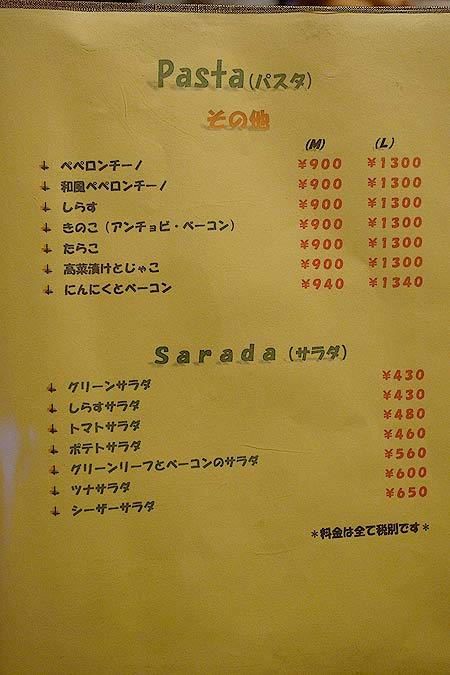 Pasta(パスタ)
その他
(M) (L)
ペペロンチーノ ¥900 ¥1300
和風ペペロンチーノ ¥900 ¥1300
しらす ¥900 ¥1300
きのこ(アンチョビ・ベーコン) ¥900 ¥1300
たらこ ¥900 ¥1300
高菜漬けとじゃこ ¥900 ¥1300
にんにくとベーコン ¥940 ¥1340
Sarada(サラダ)
グリーンサラダ ¥430
しらすサラダ ¥430
トマトサラダ ¥480
ポテトサラダ ¥460
グリーンリーフとベーコンのサラダ ¥560
ツナサラダ ¥600
シーザーサラダ ¥650
*料金は全て税別です*